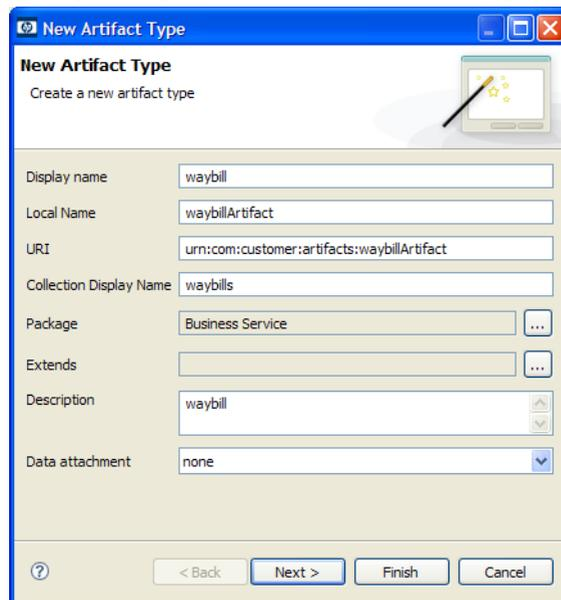 New Artifact Type
New Artifact Type
Create a new artifact type
Display name waybill
Local Name waybillArtifact
URI urn:com:customer:artifacts:waybillArtifact
Collection Display Name waybills
Package Business Service ...
Extends ...
Description waybill
Data attachment none
? < Back Next > Finish Cancel